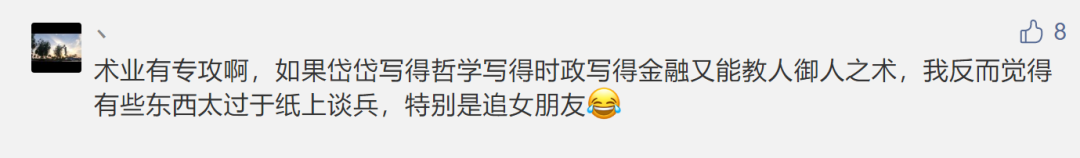 丶
8
术业有专攻啊，如果岱岱写得哲学写得时政写得金融又能教人御人之术，我反而觉得
有些东西太过于纸上谈兵，特别是追女朋友😂